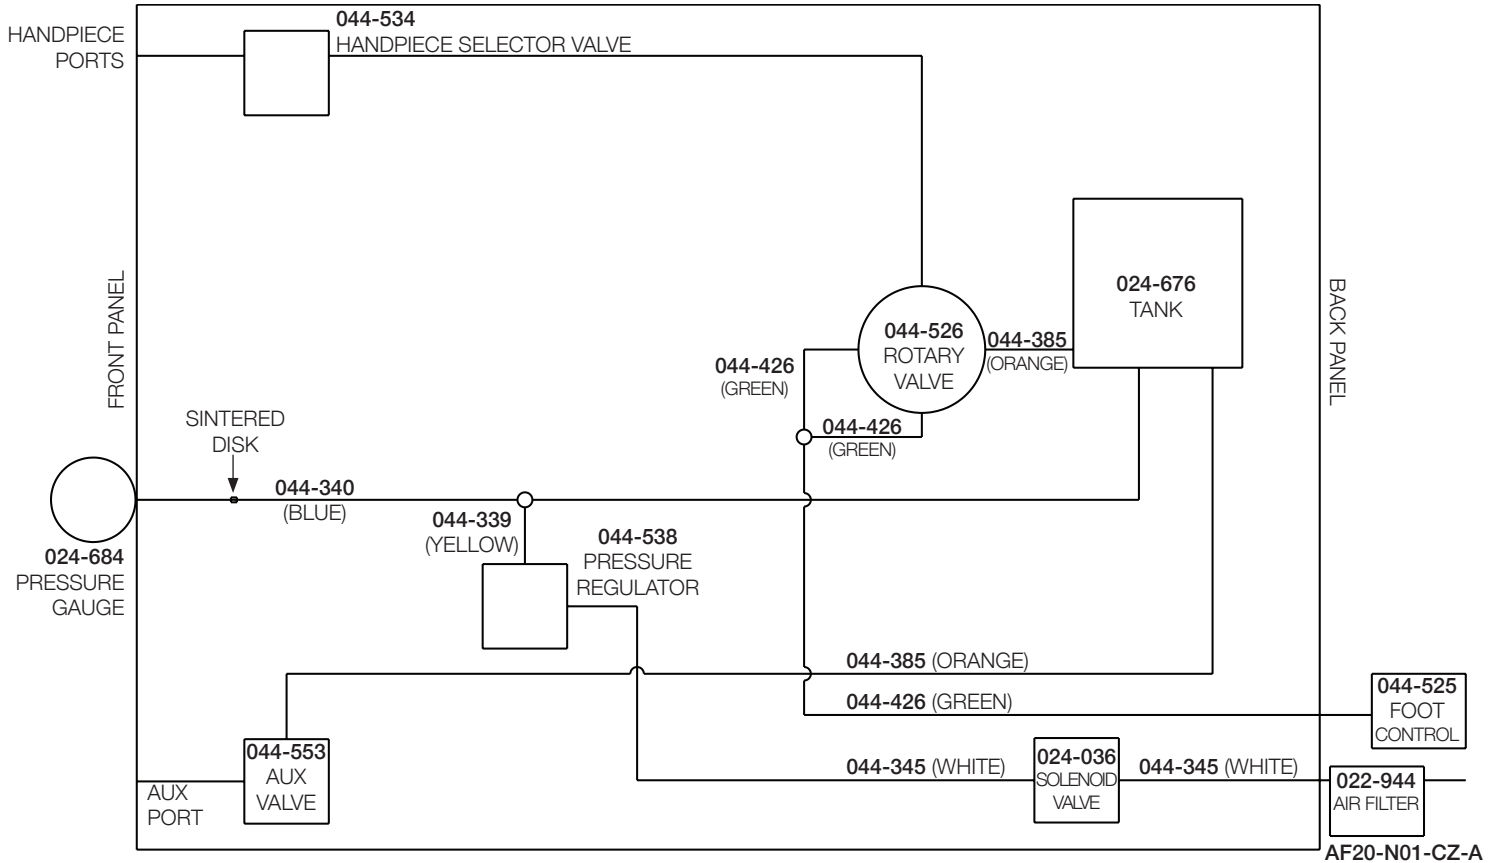 044-534
HANDPIECE SELECTOR VALVE
HANDPIECE
PORTS
FRONT PANEL
BACK PANEL
024-676
TANK
044-526
ROTARY
VALVE
044-385
(ORANGE)
044-426
(GREEN)
044-426
(GREEN)
SINTERED
DISK
044-340
(BLUE)
044-339
(YELLOW)
044-538
PRESSURE
REGULATOR
024-684
PRESSURE
GAUGE
044-385 (ORANGE)
044-426 (GREEN)
044-525
FOOT
CONTROL
044-553
AUX
VALVE
AUX
PORT
044-345 (WHITE)
024-036
SOLENOID
VALVE
044-345 (WHITE)
022-944
AIR FILTER
AF20-N01-CZ-A